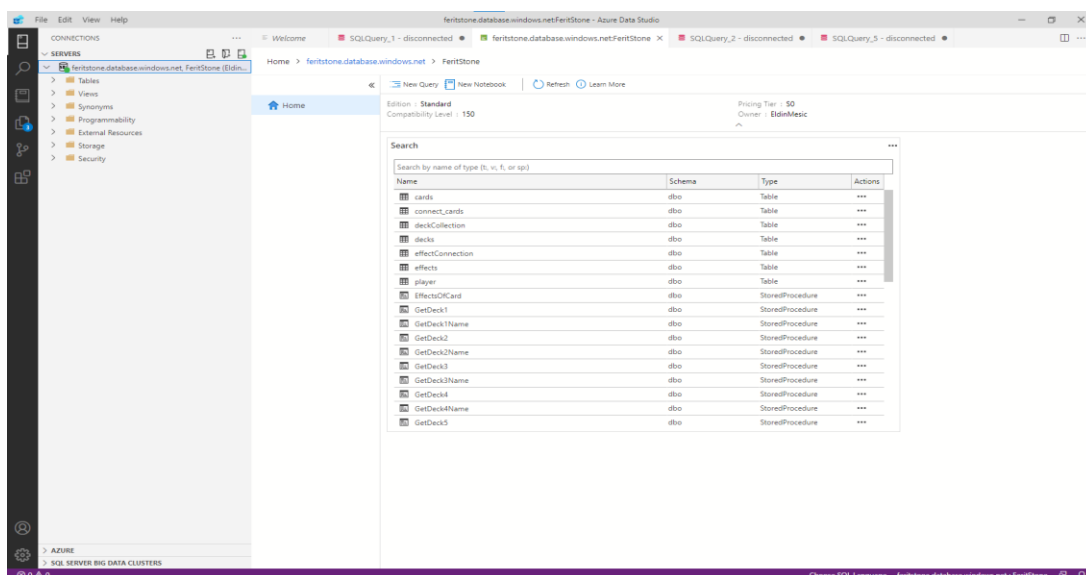 File Edit View Help
feritstone.database.windows.net:FeritStone - Azure Data Studio
CONNECTIONS
Welcome
SQLQuery_1 - disconnected
feritstone.database.windows.net:FeritStone
SQLQuery_2 - disconnected
SQLQuery_5 - disconnected
SERVERS
feritstone.database.windows.net, FeritStone (Eldin...
Tables
Views
Synonyms
Programmability
External Resources
Storage
Security
Home > feritstone.database.windows.net > FeritStone
New Query New Notebook Refresh Learn More
Home
Edition : Standard
Pricing Tier : S0
Compatibility Level : 150
Owner : EldinMesic
Search
Search by name of type (t:, v:, f:, or sp:)
Name Schema Type Actions
cards dbo Table
connect_cards dbo Table
deckCollection dbo Table
decks dbo Table
effectConnection dbo Table
effects dbo Table
player dbo Table
EffectsOfCard dbo StoredProcedure
GetDeck1 dbo StoredProcedure
GetDeck1Name dbo StoredProcedure
GetDeck2 dbo StoredProcedure
GetDeck2Name dbo StoredProcedure
GetDeck3 dbo StoredProcedure
GetDeck3Name dbo StoredProcedure
GetDeck4 dbo StoredProcedure
GetDeck4Name dbo StoredProcedure
GetDeck5 dbo StoredProcedure
AZURE
SQL SERVER BIG DATA CLUSTERS